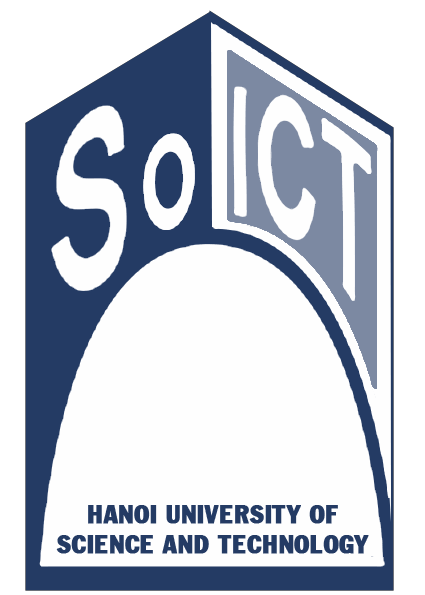 SoICT
HANOI UNIVERSITY OF
SCIENCE AND TECHNOLOGY